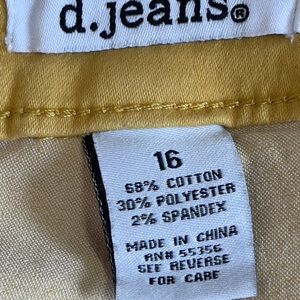 d.jeans®
16
68% COTTON
30% POLYESTER
2% SPANDEX
MADE IN CHINA
RN# 55356
SEE REVERSE
FOR CARE